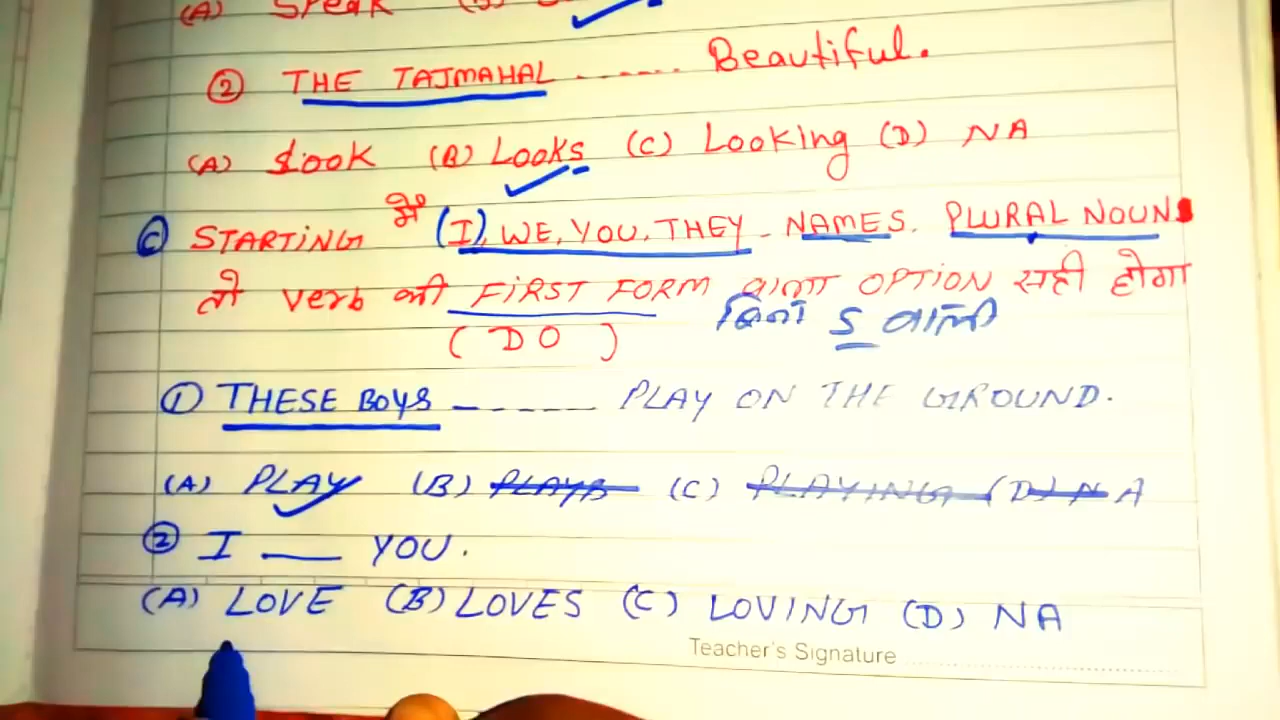 (A) Speak (B)
② THE TAJMAHAL ------ Beautiful.
(A) Look (B) Looks (C) Looking (D) NA
(C) STARTING में (I), WE, YOU, THEY - NAMES. PLURAL NOUNS
तो verb की FIRST FORM वाला OPTION सही होगा
(DO) बिना S वाली
① THESE BOYS ------ PLAY ON THE GROUND.
(A) PLAY (B) PLAYS (C) PLAYING (D) NA
② I ___ YOU.
(A) LOVE (B) LOVES (C) LOVING (D) NA
Teacher's Signature